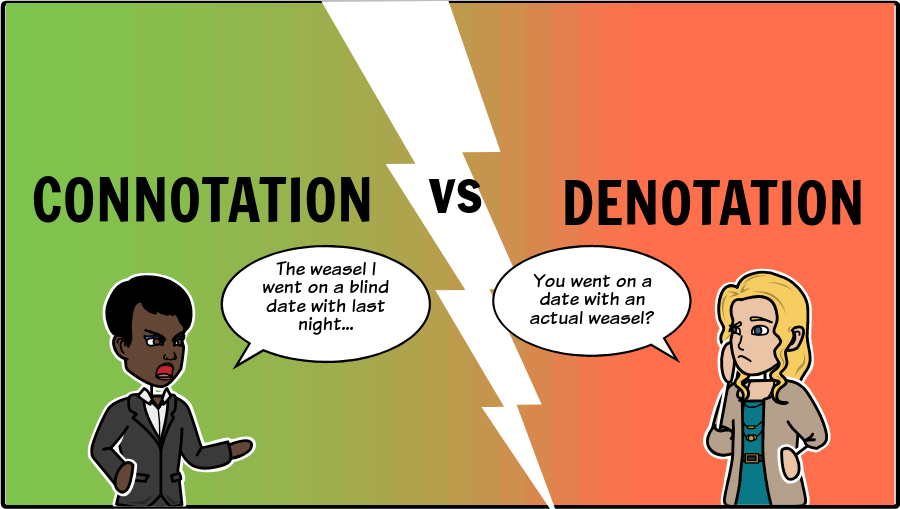 CONNOTATION VS DENOTATION
The weasel I
went on a blind
date with last
night...
You went on a
date with an
actual weasel?